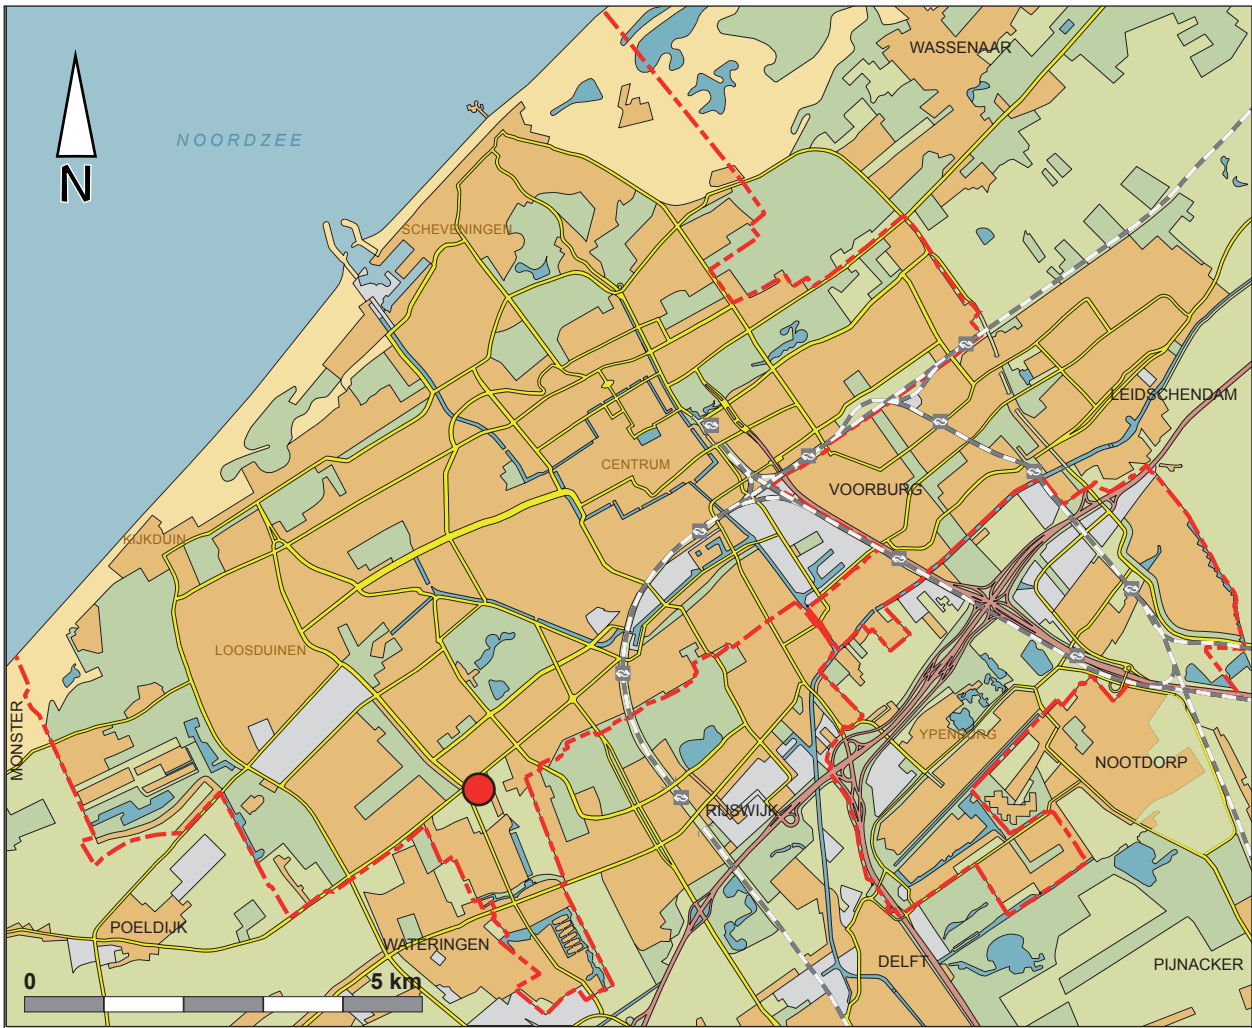 WASSENAAR
NOORDZEE
N
SCHEVENINGEN
LEIDSCHENDAM
CENTRUM
VOORBURG
KIJKDUIN
LOOSDUINEN
MONSTER
YPENBURG
NOOTDORP
RIJSWIJK
POELDIJK
WATERINGEN
DELFT
PIJNACKER
0 5 km